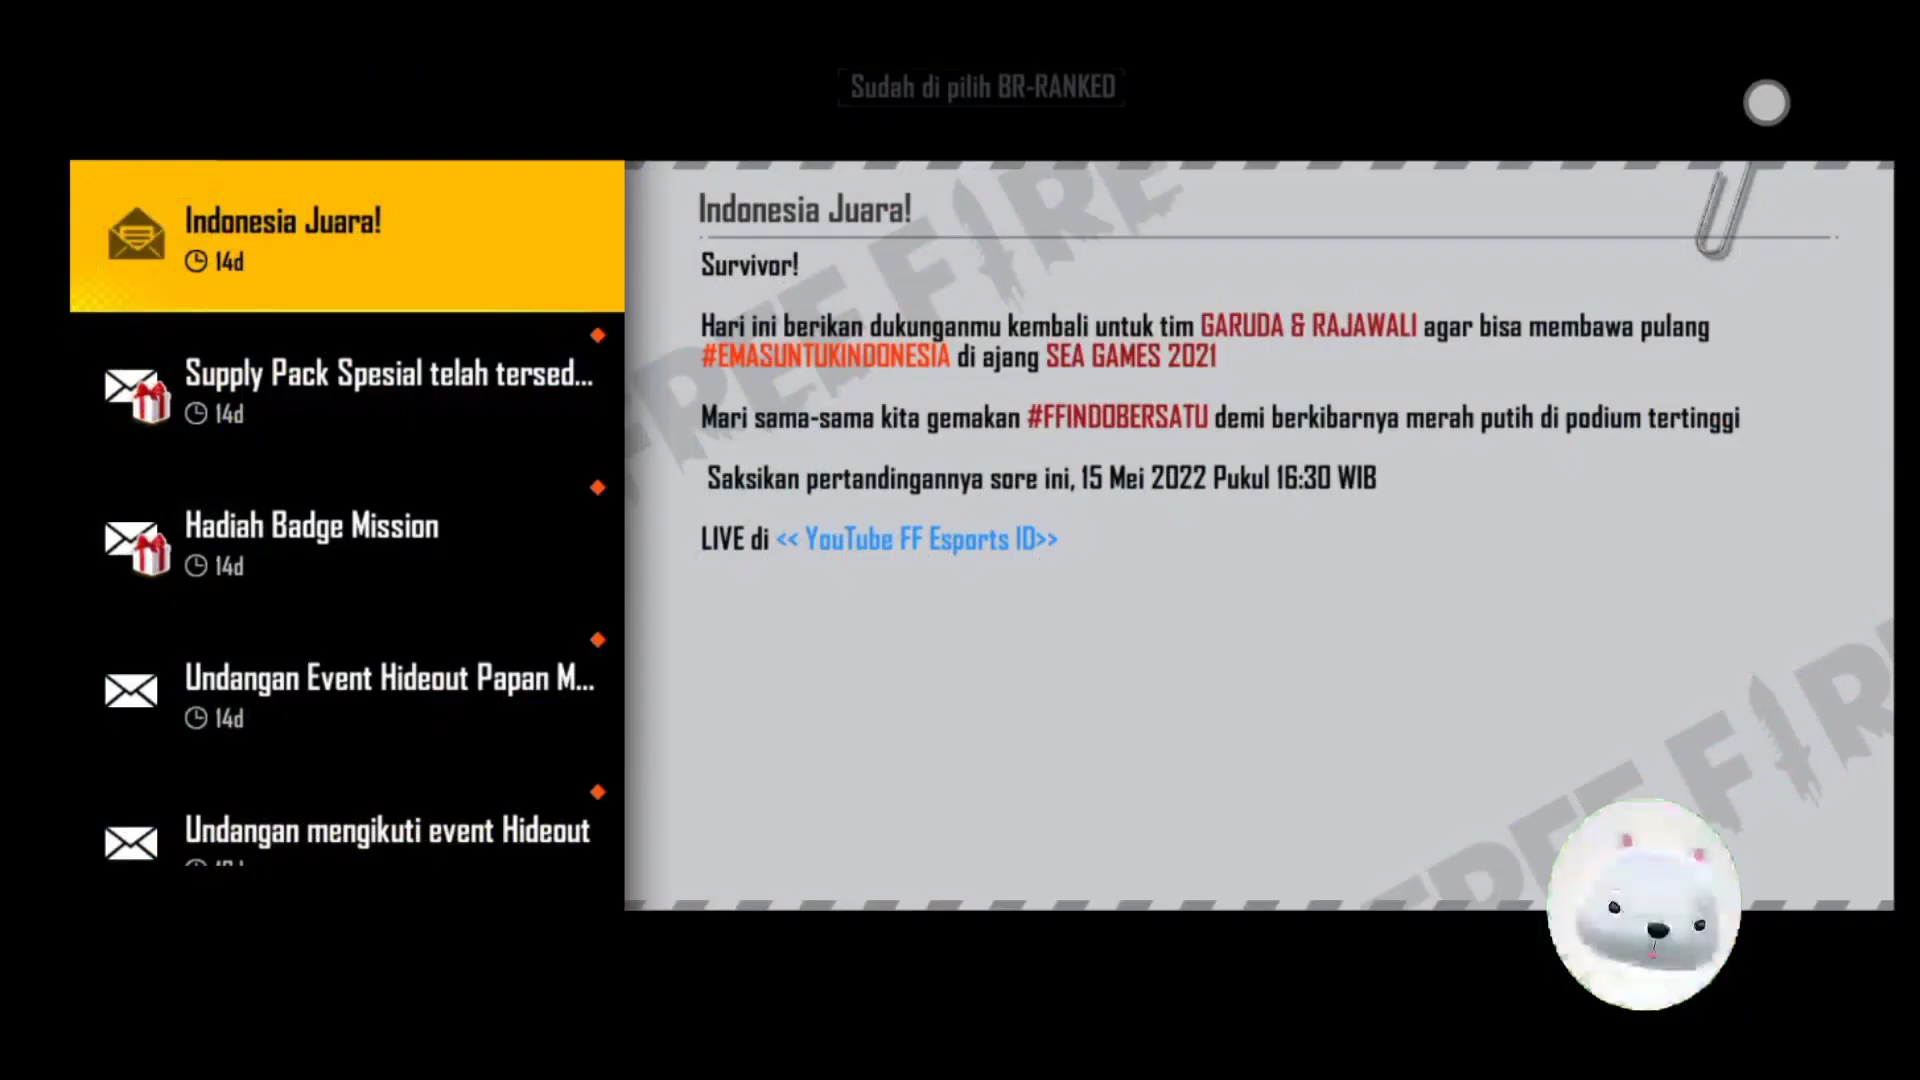 Sudah di pilih BR-RANKED
Indonesia Juara!
14d
Supply Pack Spesial telah tersed...
14d
Hadiah Badge Mission
14d
Undangan Event Hideout Papan M...
14d
Undangan mengikuti event Hideout
Indonesia Juara!
Survivor!
Hari ini berikan dukunganmu kembali untuk tim GARUDA & RAJAWALI agar bisa membawa pulang
#EMASUNTUKINDONESIA di ajang SEA GAMES 2021
Mari sama-sama kita gemakan #FFINDOBERSATU demi berkibarnya merah putih di podium tertinggi
Saksikan pertandingannya sore ini, 15 Mei 2022 Pukul 16:30 WIB
LIVE di << YouTube FF Esports ID>>
FREE FIRE
FREE FIRE